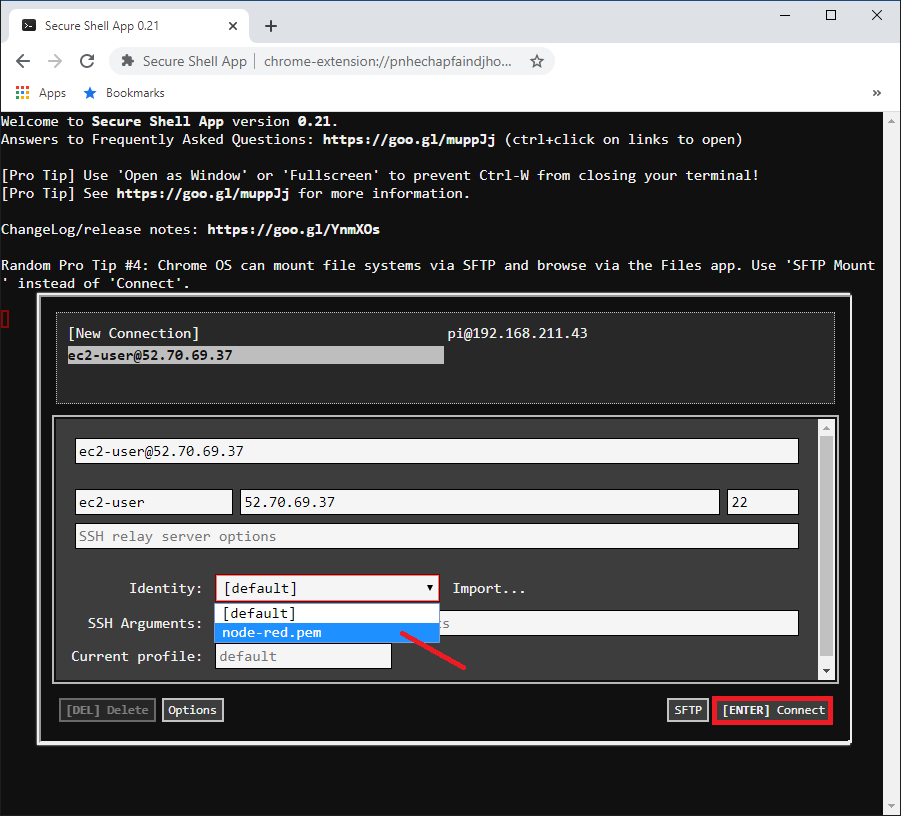 Secure Shell App 0.21
Secure Shell App | chrome-extension://pnhechapfaindjho...
Apps Bookmarks »
Welcome to Secure Shell App version 0.21.
Answers to Frequently Asked Questions: https://goo.gl/muppJj (ctrl+click on links to open)
[Pro Tip] Use 'Open as Window' or 'Fullscreen' to prevent Ctrl-W from closing your terminal!
[Pro Tip] See https://goo.gl/muppJj for more information.
ChangeLog/release notes: https://goo.gl/YnmXOs
Random Pro Tip #4: Chrome OS can mount file systems via SFTP and browse via the Files app. Use 'SFTP Mount
' instead of 'Connect'.
[New Connection] pi@192.168.211.43
ec2-user@52.70.69.37
ec2-user@52.70.69.37
ec2-user 52.70.69.37 22
SSH relay server options
Identity: [default] Import...
[default]
SSH Arguments:
node-red.pem
Current profile: default
[DEL] Delete Options SFTP [ENTER] Connect